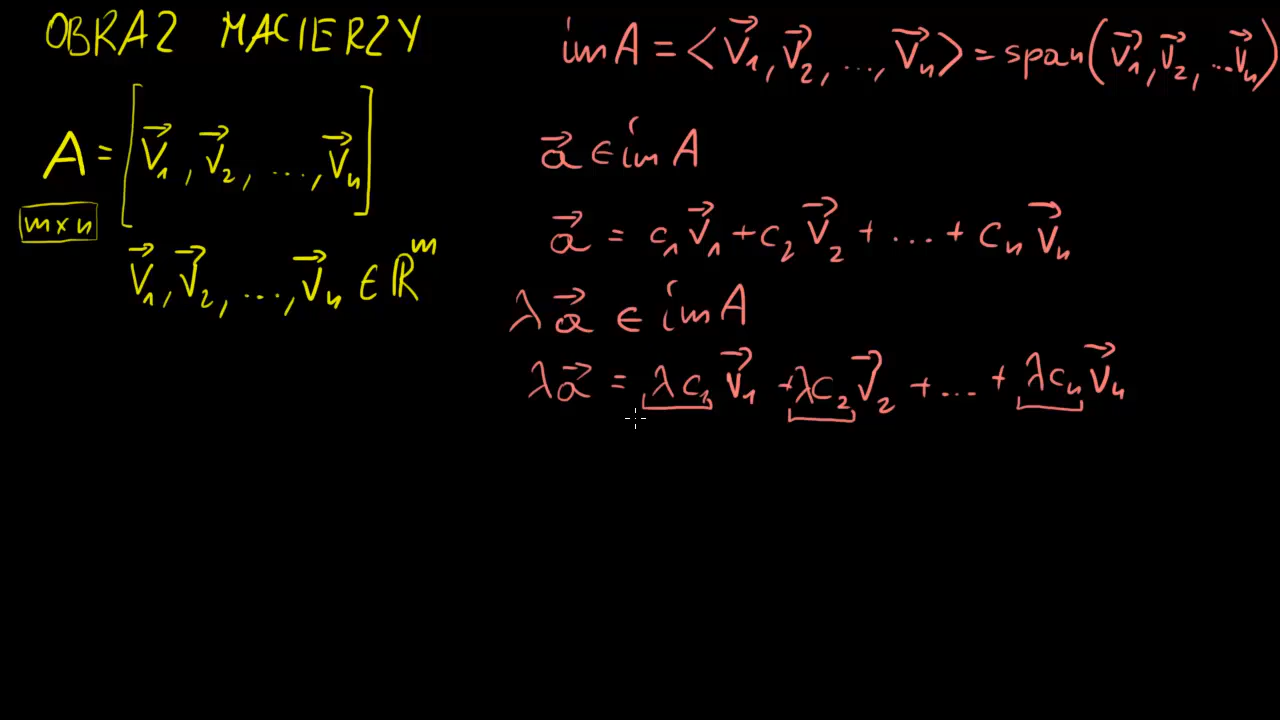 OBRAZ MACIERZY
A = [v⃗₁, v⃗₂, ..., v⃗ₙ]
m×n
v⃗₁, v⃗₂, ..., v⃗ₙ ∈ ℝᵐ
im A = <v⃗₁, v⃗₂, ..., v⃗ₙ> = span(v⃗₁, v⃗₂, ... v⃗ₙ)
a⃗ ∈ im A
a⃗ = c₁v⃗₁ + c₂v⃗₂ + ... + cₙv⃗ₙ
λa⃗ ∈ im A
λa⃗ = λc₁v⃗₁ + λc₂v⃗₂ + ... + λcₙv⃗ₙ